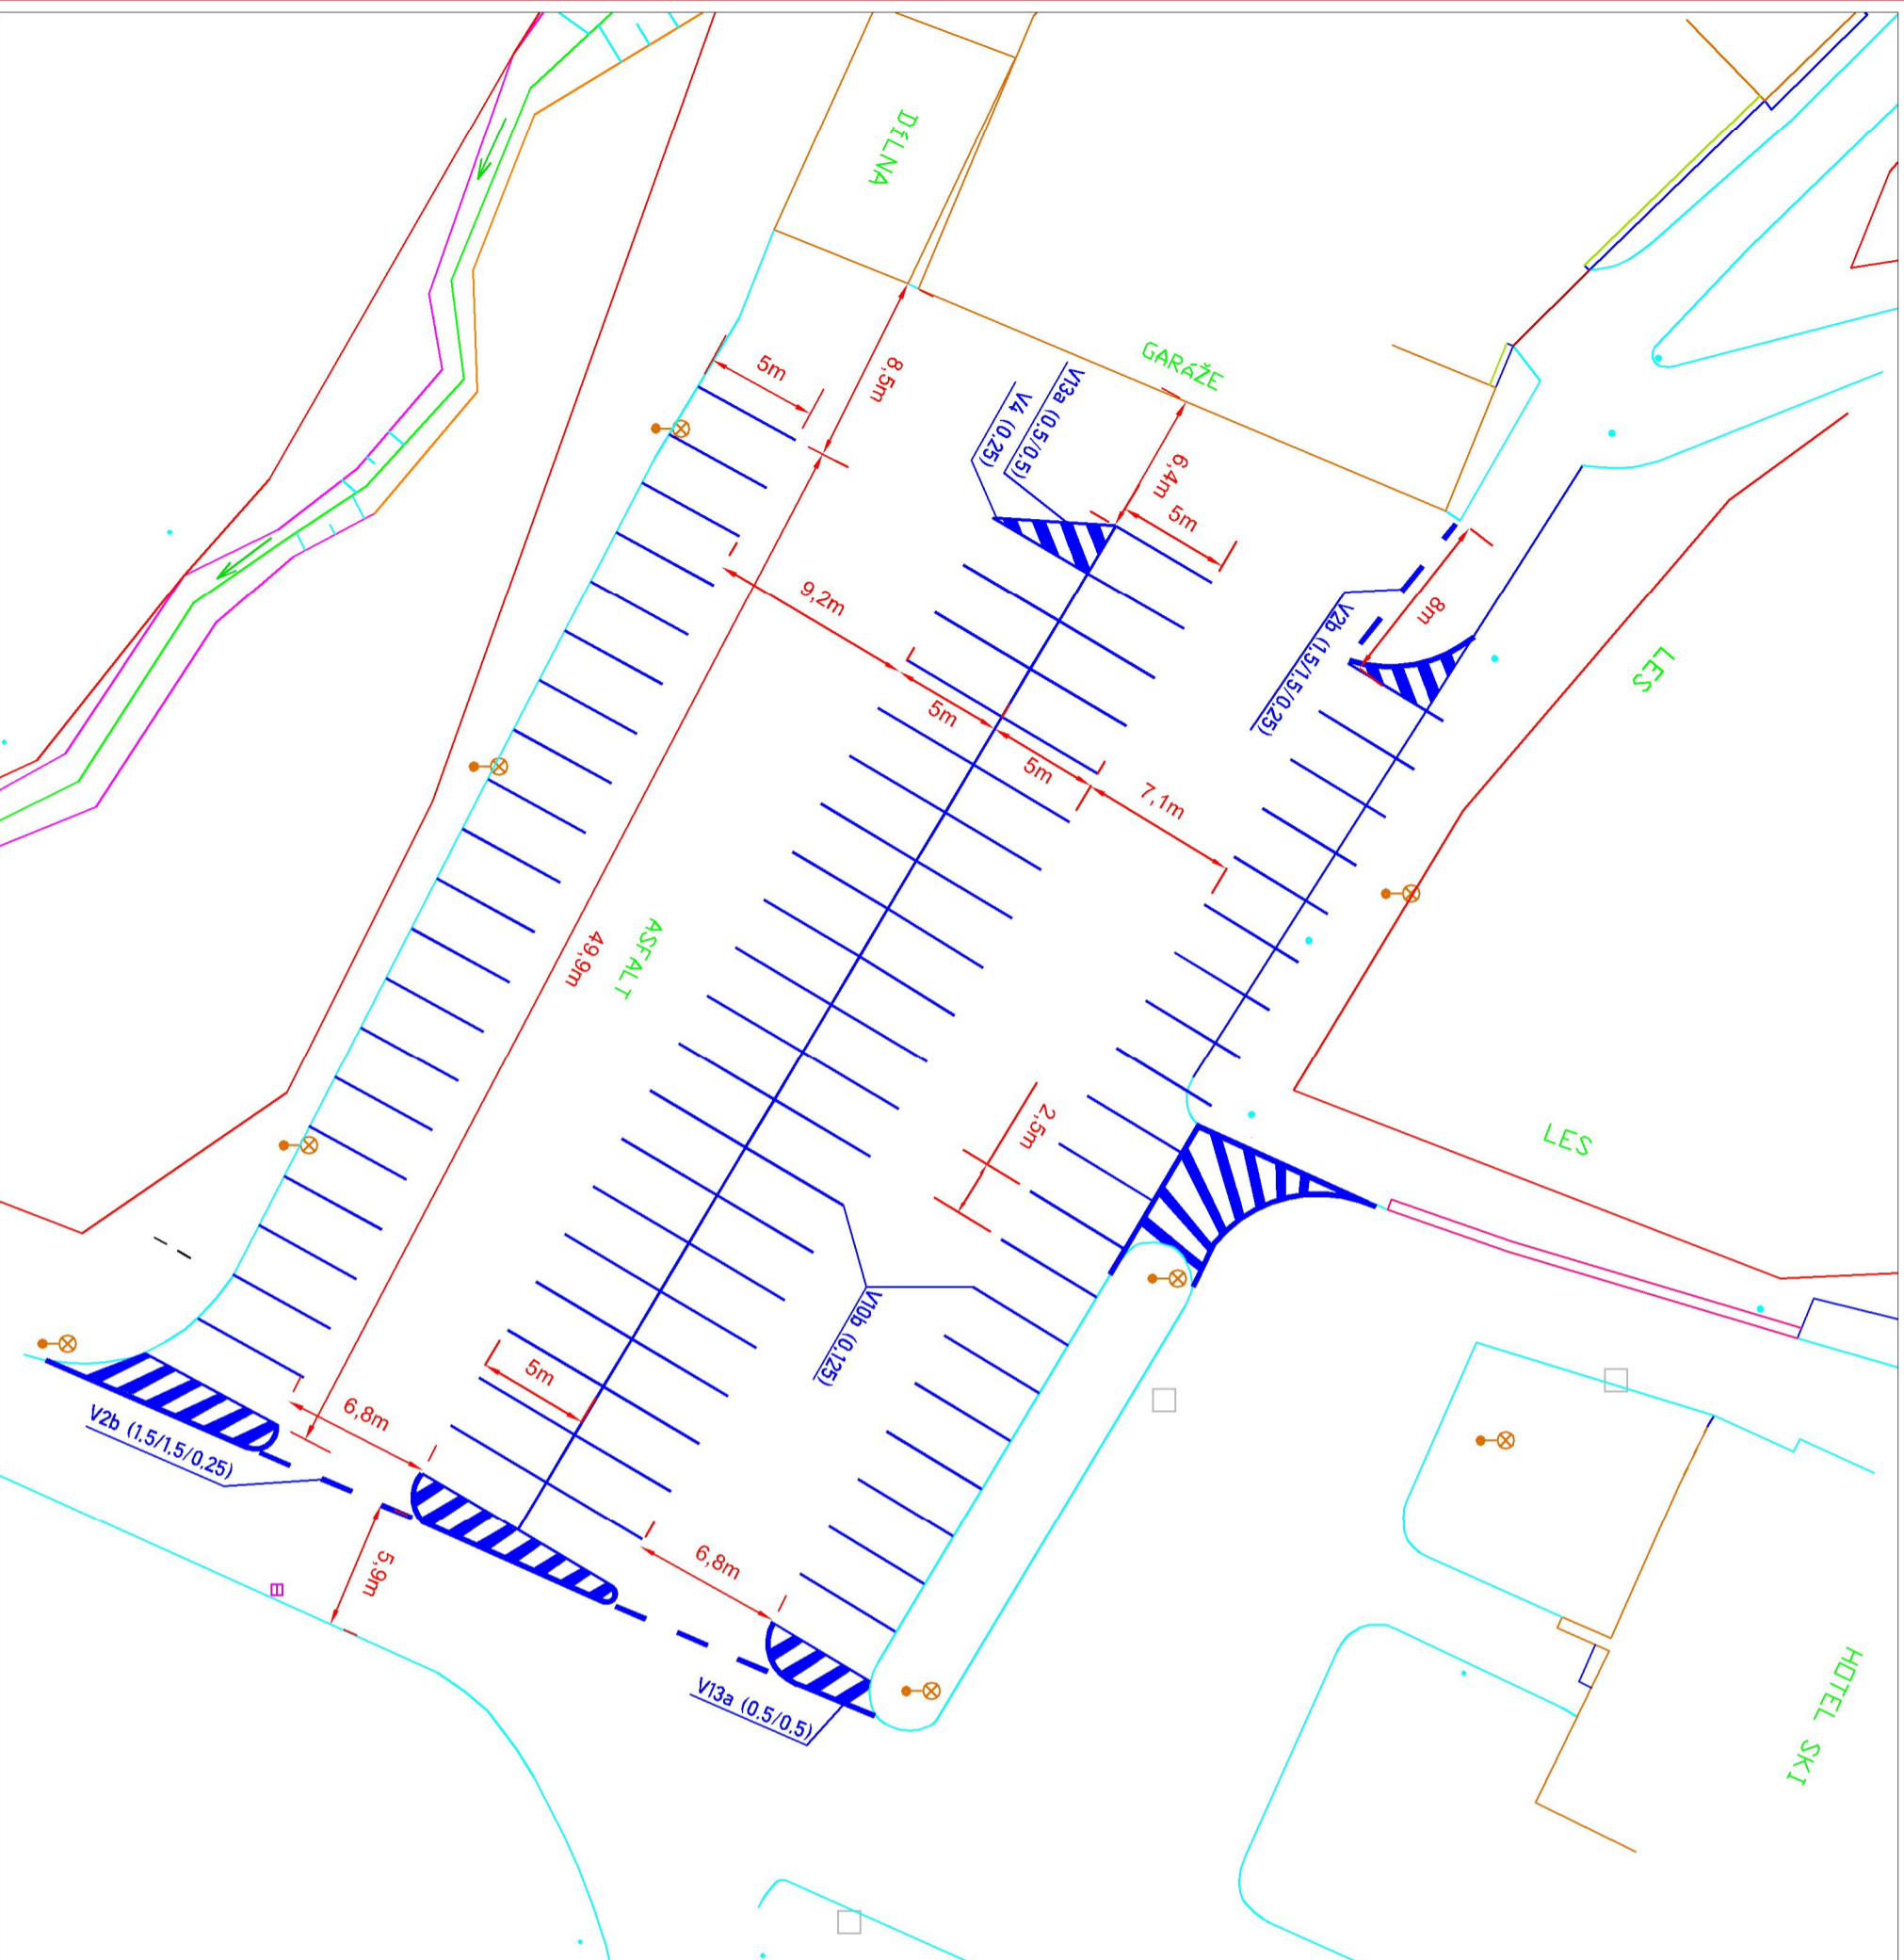 DíLNA
GARáŽE
5m
8,5m
V13a (0.5/0.5)
V4 (0.25)
6,4m
5m
9,2m
8m
V2b (1.5/1.5/0.25)
LES
5m
5m
7,1m
ASFALT
49,9m
2,5m
LES
V10b (0.125)
5m
6,8m
V2b (1.5/1.5/0.25)
5,9m
6,8m
V13a (0.5/0.5)
HOTEL SKI